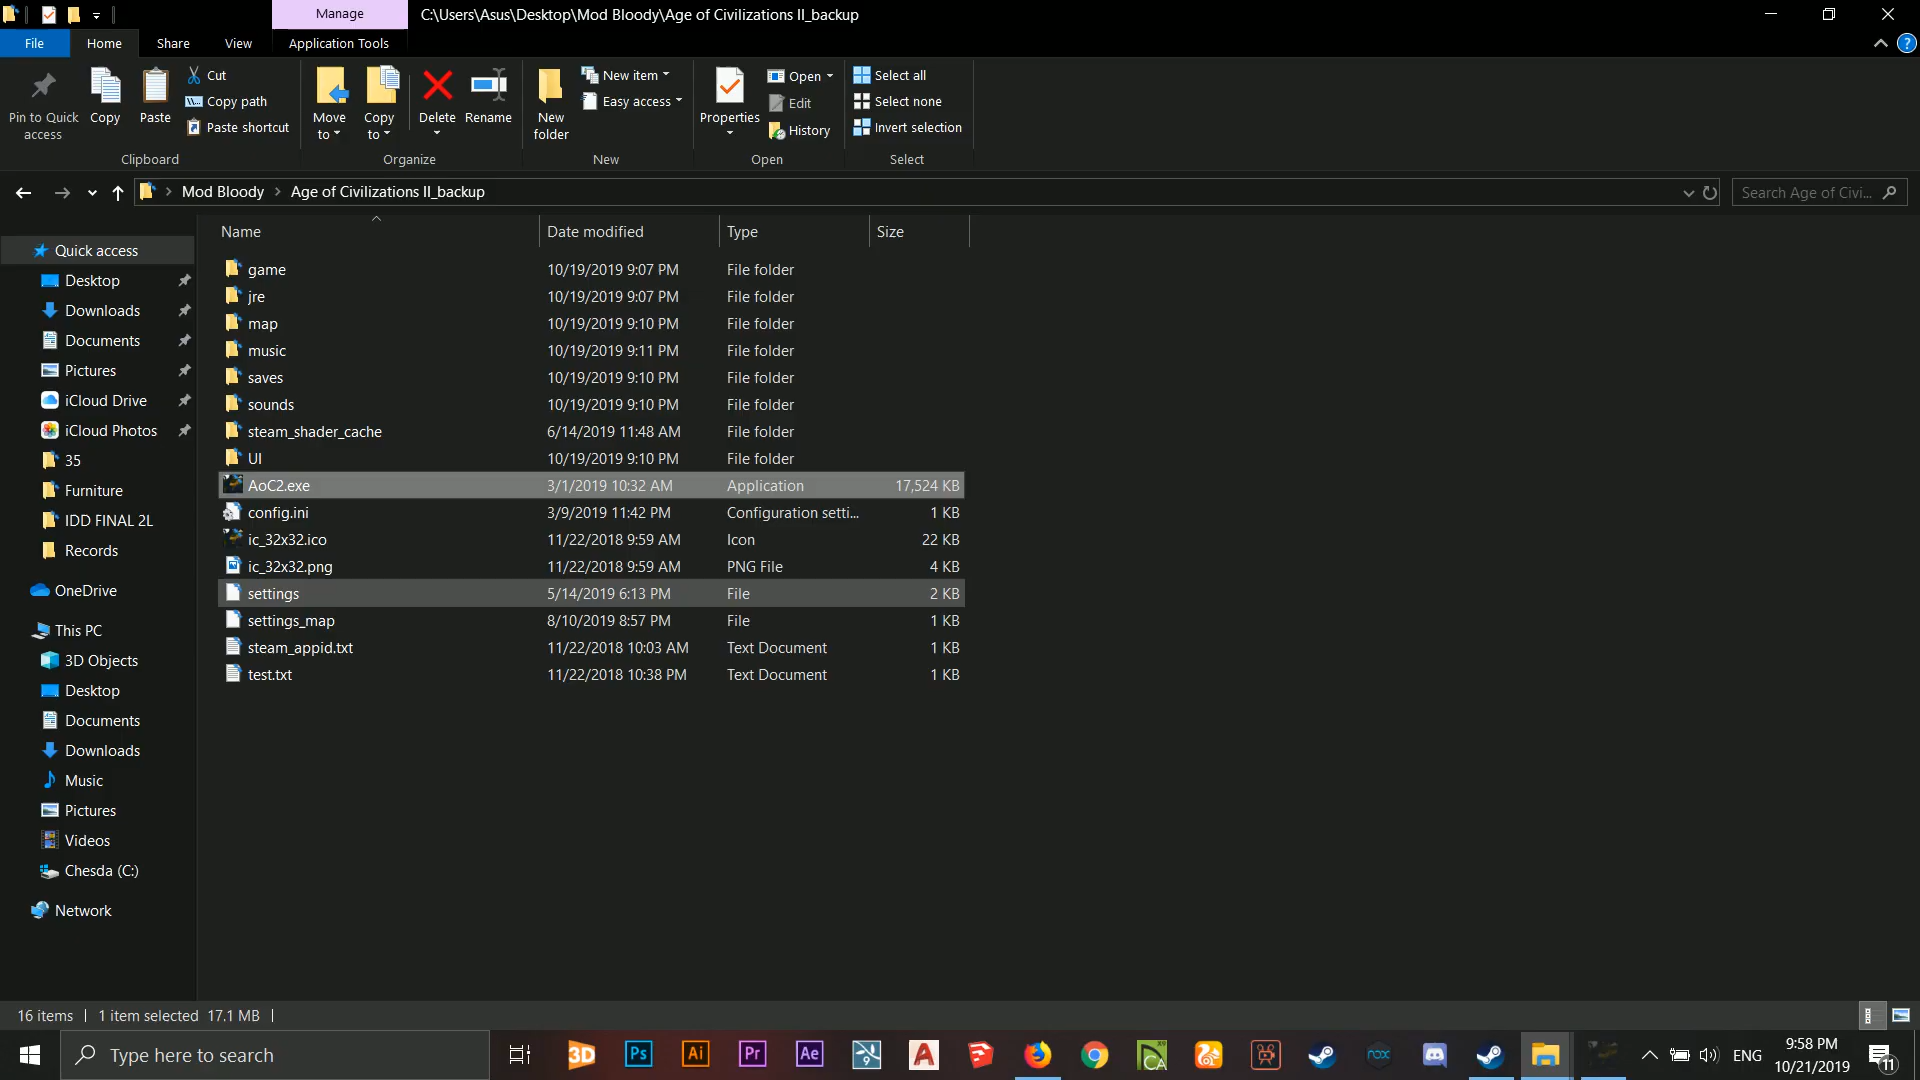 Manage
C:\Users\Asus\Desktop\Mod Bloody\Age of Civilizations II_backup
File
Home
Share
View
Application Tools
Pin to Quick access
Copy
Paste
Cut
Copy path
Paste shortcut
Clipboard
Move to
Copy to
Delete
Rename
Organize
New folder
New item
Easy access
New
Properties
Open
Edit
History
Open
Select all
Select none
Invert selection
Select
Mod Bloody
Age of Civilizations II_backup
Search Age of Civi...
Name Date modified Type Size
Quick access
Desktop
Downloads
Documents
Pictures
iCloud Drive
iCloud Photos
35
Furniture
IDD FINAL 2L
Records
OneDrive
This PC
3D Objects
Desktop
Documents
Downloads
Music
Pictures
Videos
Chesda (C:)
Network
game 10/19/2019 9:07 PM File folder
jre 10/19/2019 9:07 PM File folder
map 10/19/2019 9:10 PM File folder
music 10/19/2019 9:11 PM File folder
saves 10/19/2019 9:10 PM File folder
sounds 10/19/2019 9:10 PM File folder
steam_shader_cache 6/14/2019 11:48 AM File folder
UI 10/19/2019 9:10 PM File folder
AoC2.exe 3/1/2019 10:32 AM Application 17,524 KB
config.ini 3/9/2019 11:42 PM Configuration setti... 1 KB
ic_32x32.ico 11/22/2018 9:59 AM Icon 22 KB
ic_32x32.png 11/22/2018 9:59 AM PNG File 4 KB
settings 5/14/2019 6:13 PM File 2 KB
settings_map 8/10/2019 8:57 PM File 1 KB
steam_appid.txt 11/22/2018 10:03 AM Text Document 1 KB
test.txt 11/22/2018 10:38 PM Text Document 1 KB
16 items
1 item selected 17.1 MB
Type here to search
3D
Ps
Ai
Pr
Ae
9
A
CA
nox
ENG
9:58 PM
10/21/2019
11